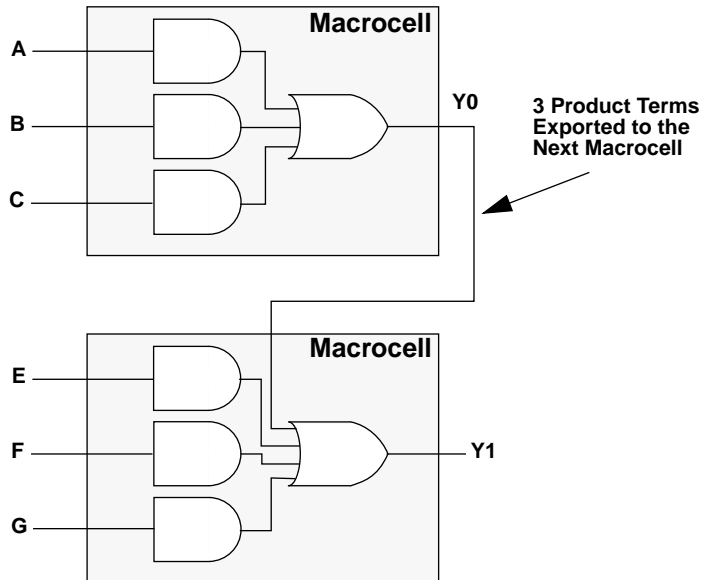 Macrocell
A
B
C
Y0
3 Product Terms
Exported to the
Next Macrocell
Macrocell
E
F
G
Y1